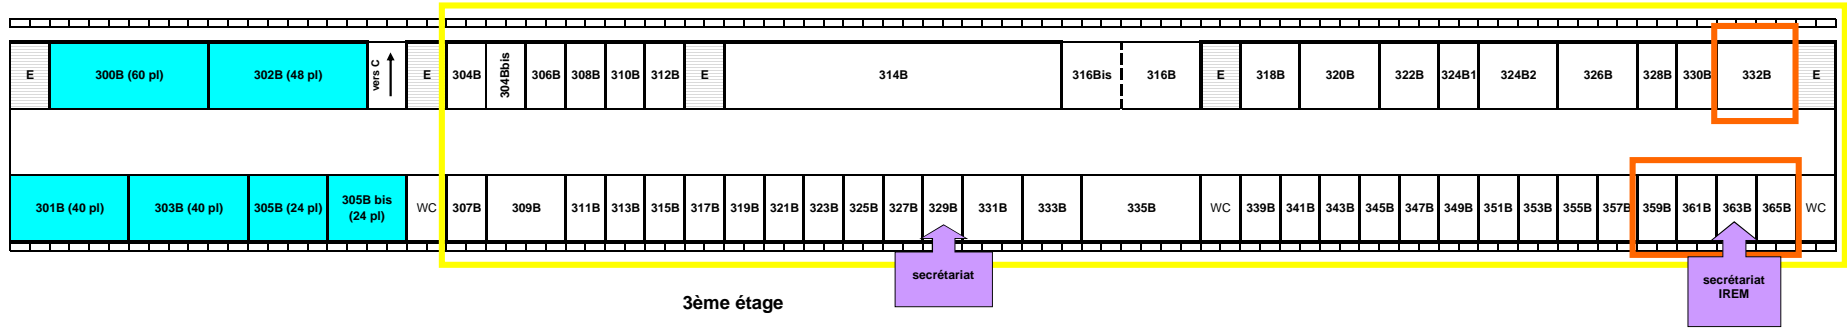 E
300B (60 pl)
302B (48 pl)
vers C
E
304B
304Bbis
306B
308B
310B
312B
E
314B
316Bis
316B
E
318B
320B
322B
324B1
324B2
326B
328B
330B
332B
E
301B (40 pl)
303B (40 pl)
305B (24 pl)
305B bis
(24 pl)
WC
307B
309B
311B
313B
315B
317B
319B
321B
323B
325B
327B
329B
331B
333B
335B
WC
339B
341B
343B
345B
347B
349B
351B
353B
355B
357B
359B
361B
363B
365B
WC
secrétariat
secrétariat
IREM
3ème étage